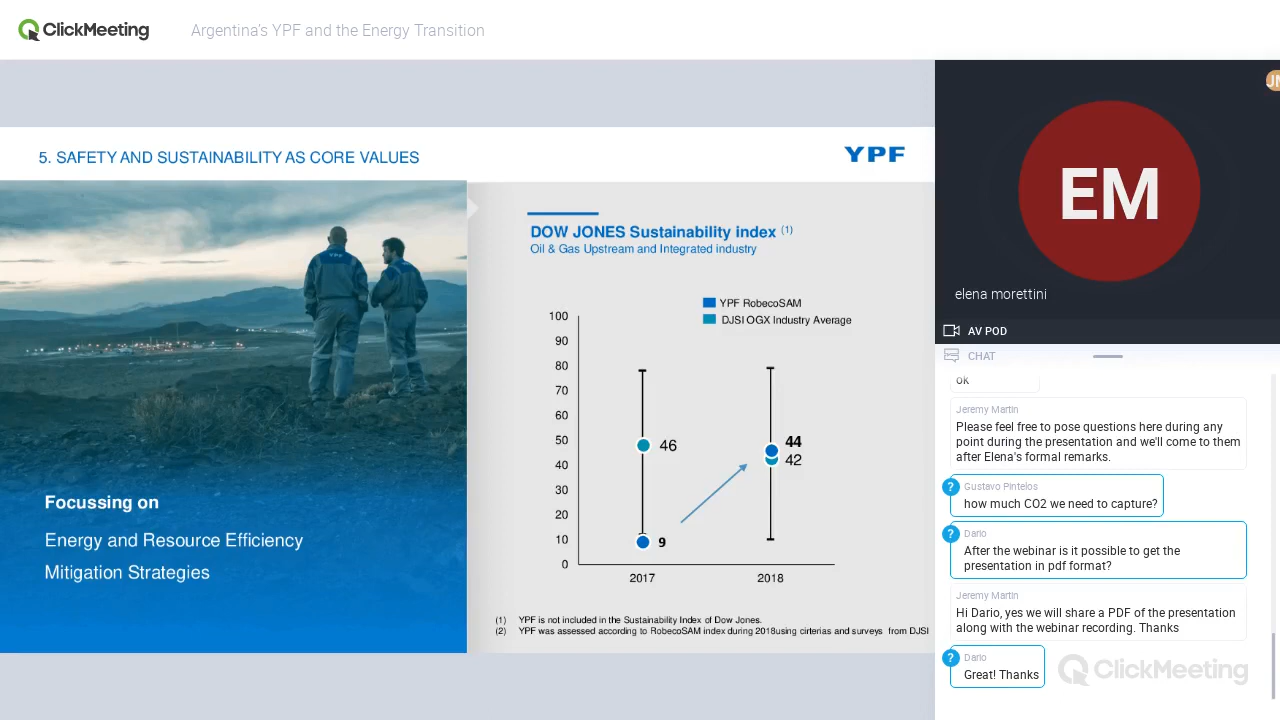 ClickMeeting
Argentina's YPF and the Energy Transition
5. SAFETY AND SUSTAINABILITY AS CORE VALUES
YPF
YPF
Focussing on
Energy and Resource Efficiency
Mitigation Strategies
DOW JONES Sustainability index (1)
Oil & Gas Upstream and Integrated industry
YPF RobecoSAM
DJSI OGX Industry Average
100
90
80
70
60
50
40
30
20
10
0
46
9
44
42
2017
2018
(1) YPF is not included in the Sustainability Index of Dow Jones.
(2) YPF was assessed according to RobecoSAM index during 2018using cirterias and surveys from DJSI
JM
EM
elena morettini
AV POD
CHAT
ok
Jeremy Martin
Please feel free to pose questions here during any
point during the presentation and we'll come to them
after Elena's formal remarks.
?
Gustavo Pintelos
how much CO2 we need to capture?
?
Dario
After the webinar is it possible to get the
presentation in pdf format?
Jeremy Martin
Hi Dario, yes we will share a PDF of the presentation
along with the webinar recording. Thanks
?
Dario
Great! Thanks
ClickMeeting